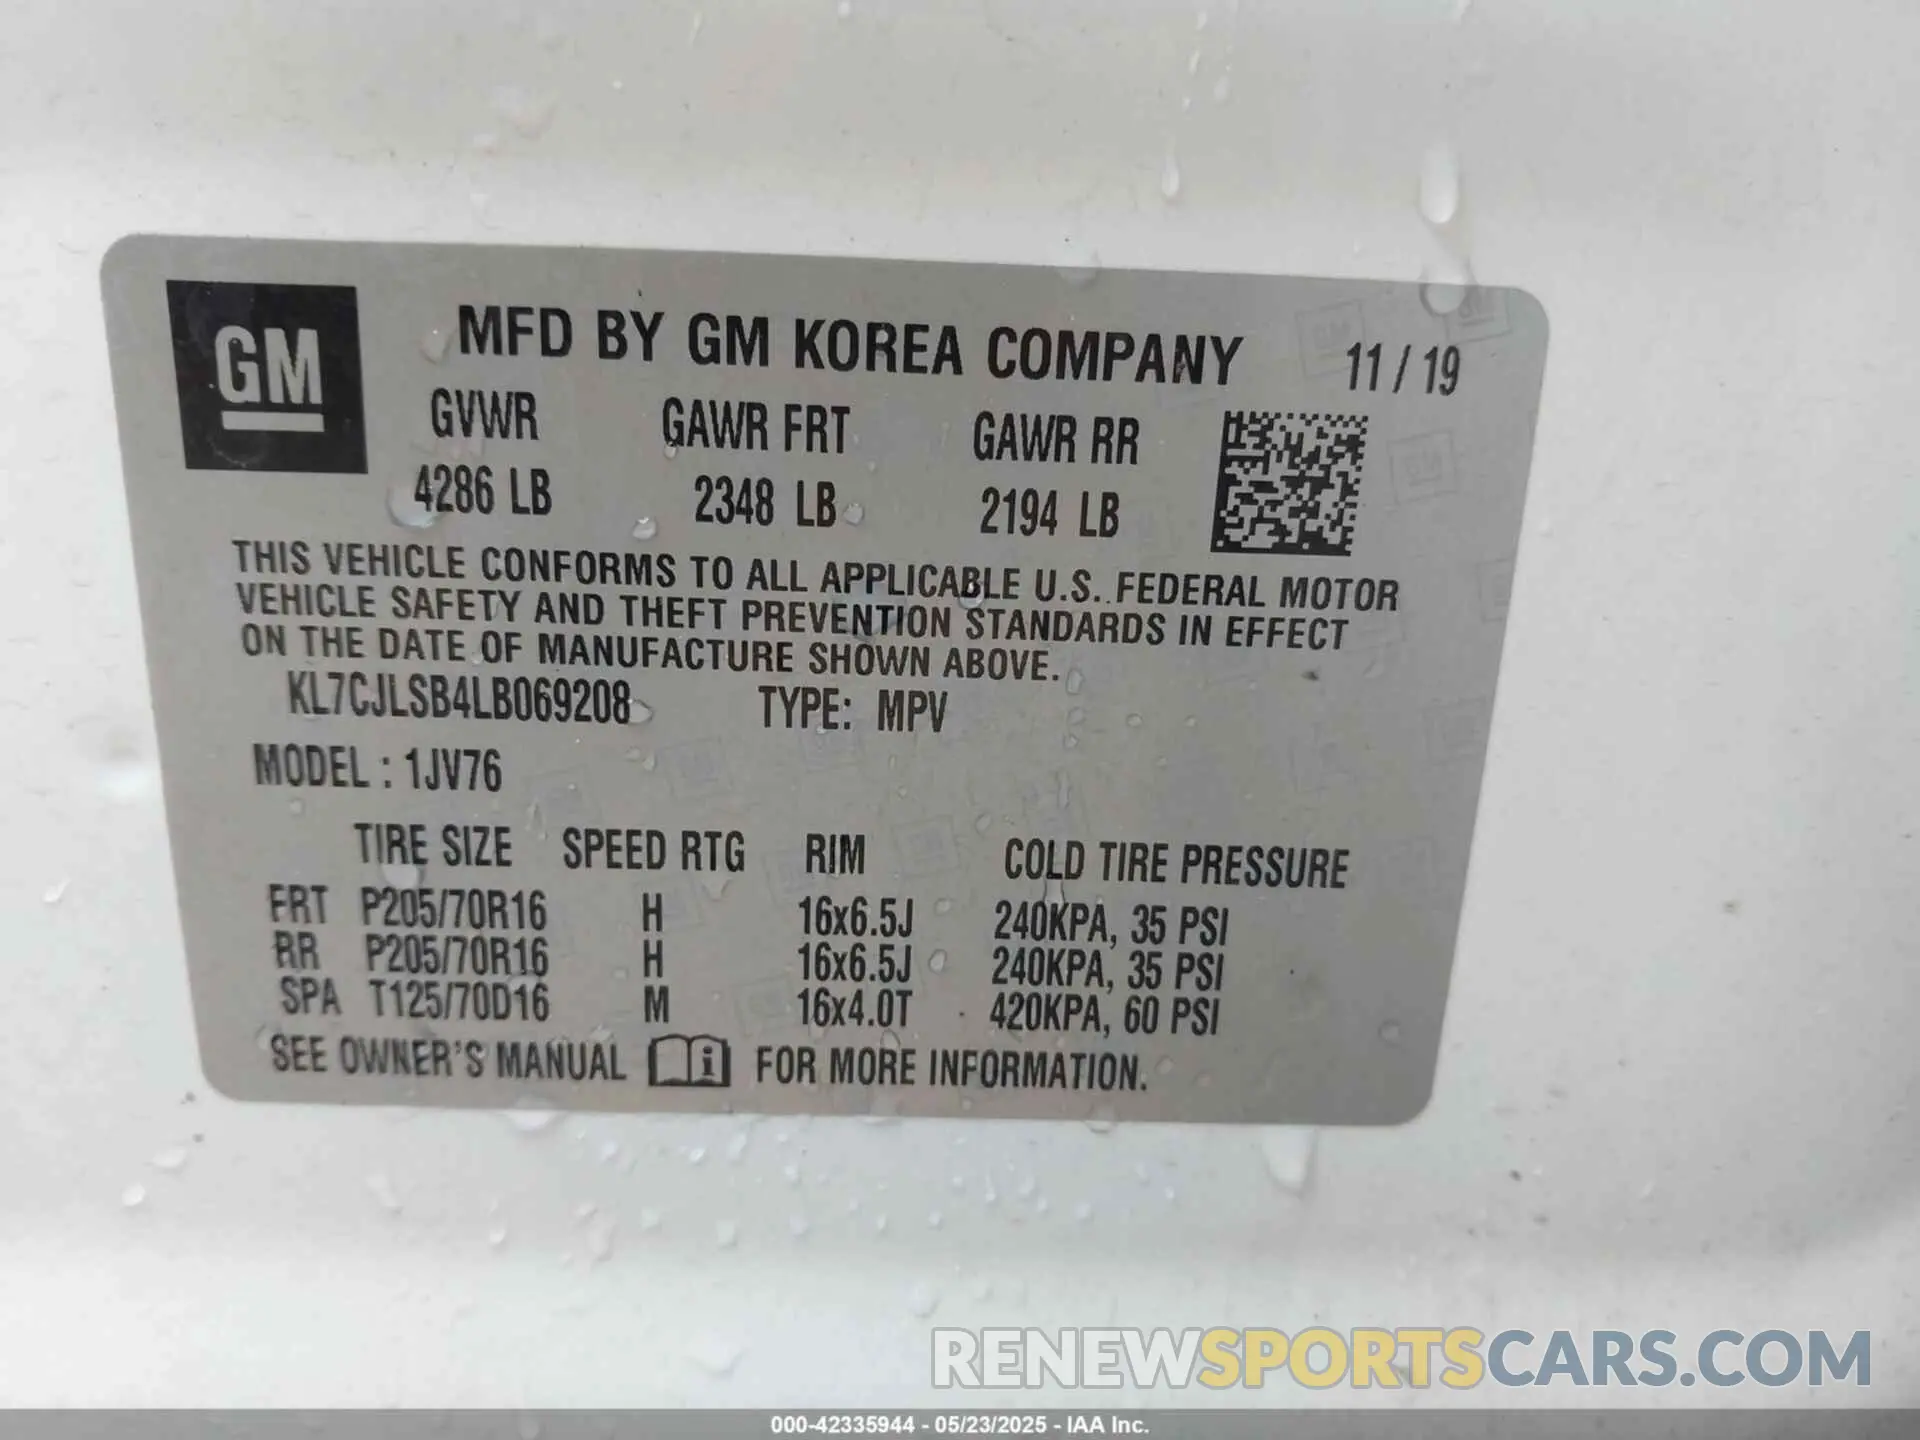 GM
MFD BY GM KOREA COMPANY 11 / 19
GVWR GAWR FRT GAWR RR
4286 LB 2348 LB 2194 LB
THIS VEHICLE CONFORMS TO ALL APPLICABLE U.S. FEDERAL MOTOR
VEHICLE SAFETY AND THEFT PREVENTION STANDARDS IN EFFECT
ON THE DATE OF MANUFACTURE SHOWN ABOVE.
KL7CJLSB4LB069208 TYPE: MPV
MODEL : 1JV76
TIRE SIZE SPEED RTG RIM COLD TIRE PRESSURE
FRT P205/70R16 H 16x6.5J 240KPA, 35 PSI
RR P205/70R16 H 16x6.5J 240KPA, 35 PSI
SPA T125/70D16 M 16x4.0T 420KPA, 60 PSI
SEE OWNER'S MANUAL i FOR MORE INFORMATION.
RENEWSPORTSCARS.COM
000-42335944 - 05/23/2025 - IAA Inc.